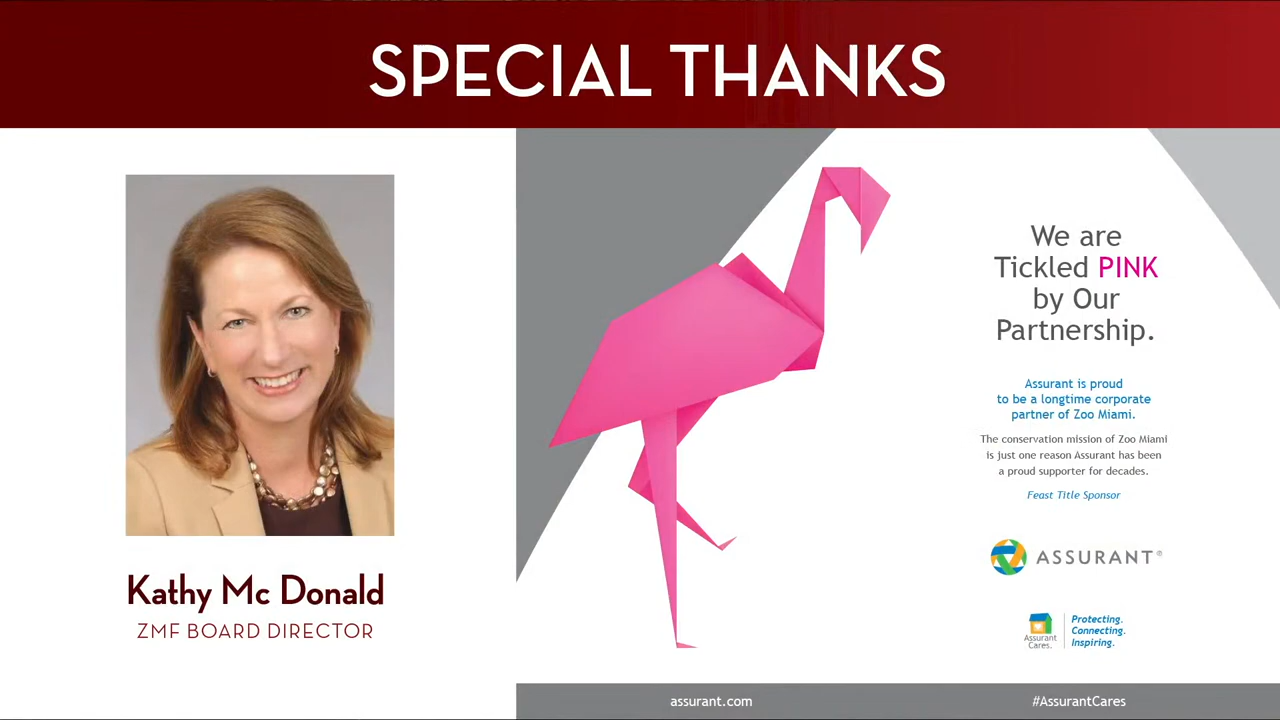 SPECIAL THANKS
Kathy Mc Donald
ZMF BOARD DIRECTOR
We are
Tickled PINK
by Our
Partnership.
Assurant is proud
to be a longtime corporate
partner of Zoo Miami.
The conservation mission of Zoo Miami
is just one reason Assurant has been
a proud supporter for decades.
Feast Title Sponsor
ASSURANT®
Assurant
Cares.
Protecting.
Connecting.
Inspiring.
assurant.com
#AssurantCares